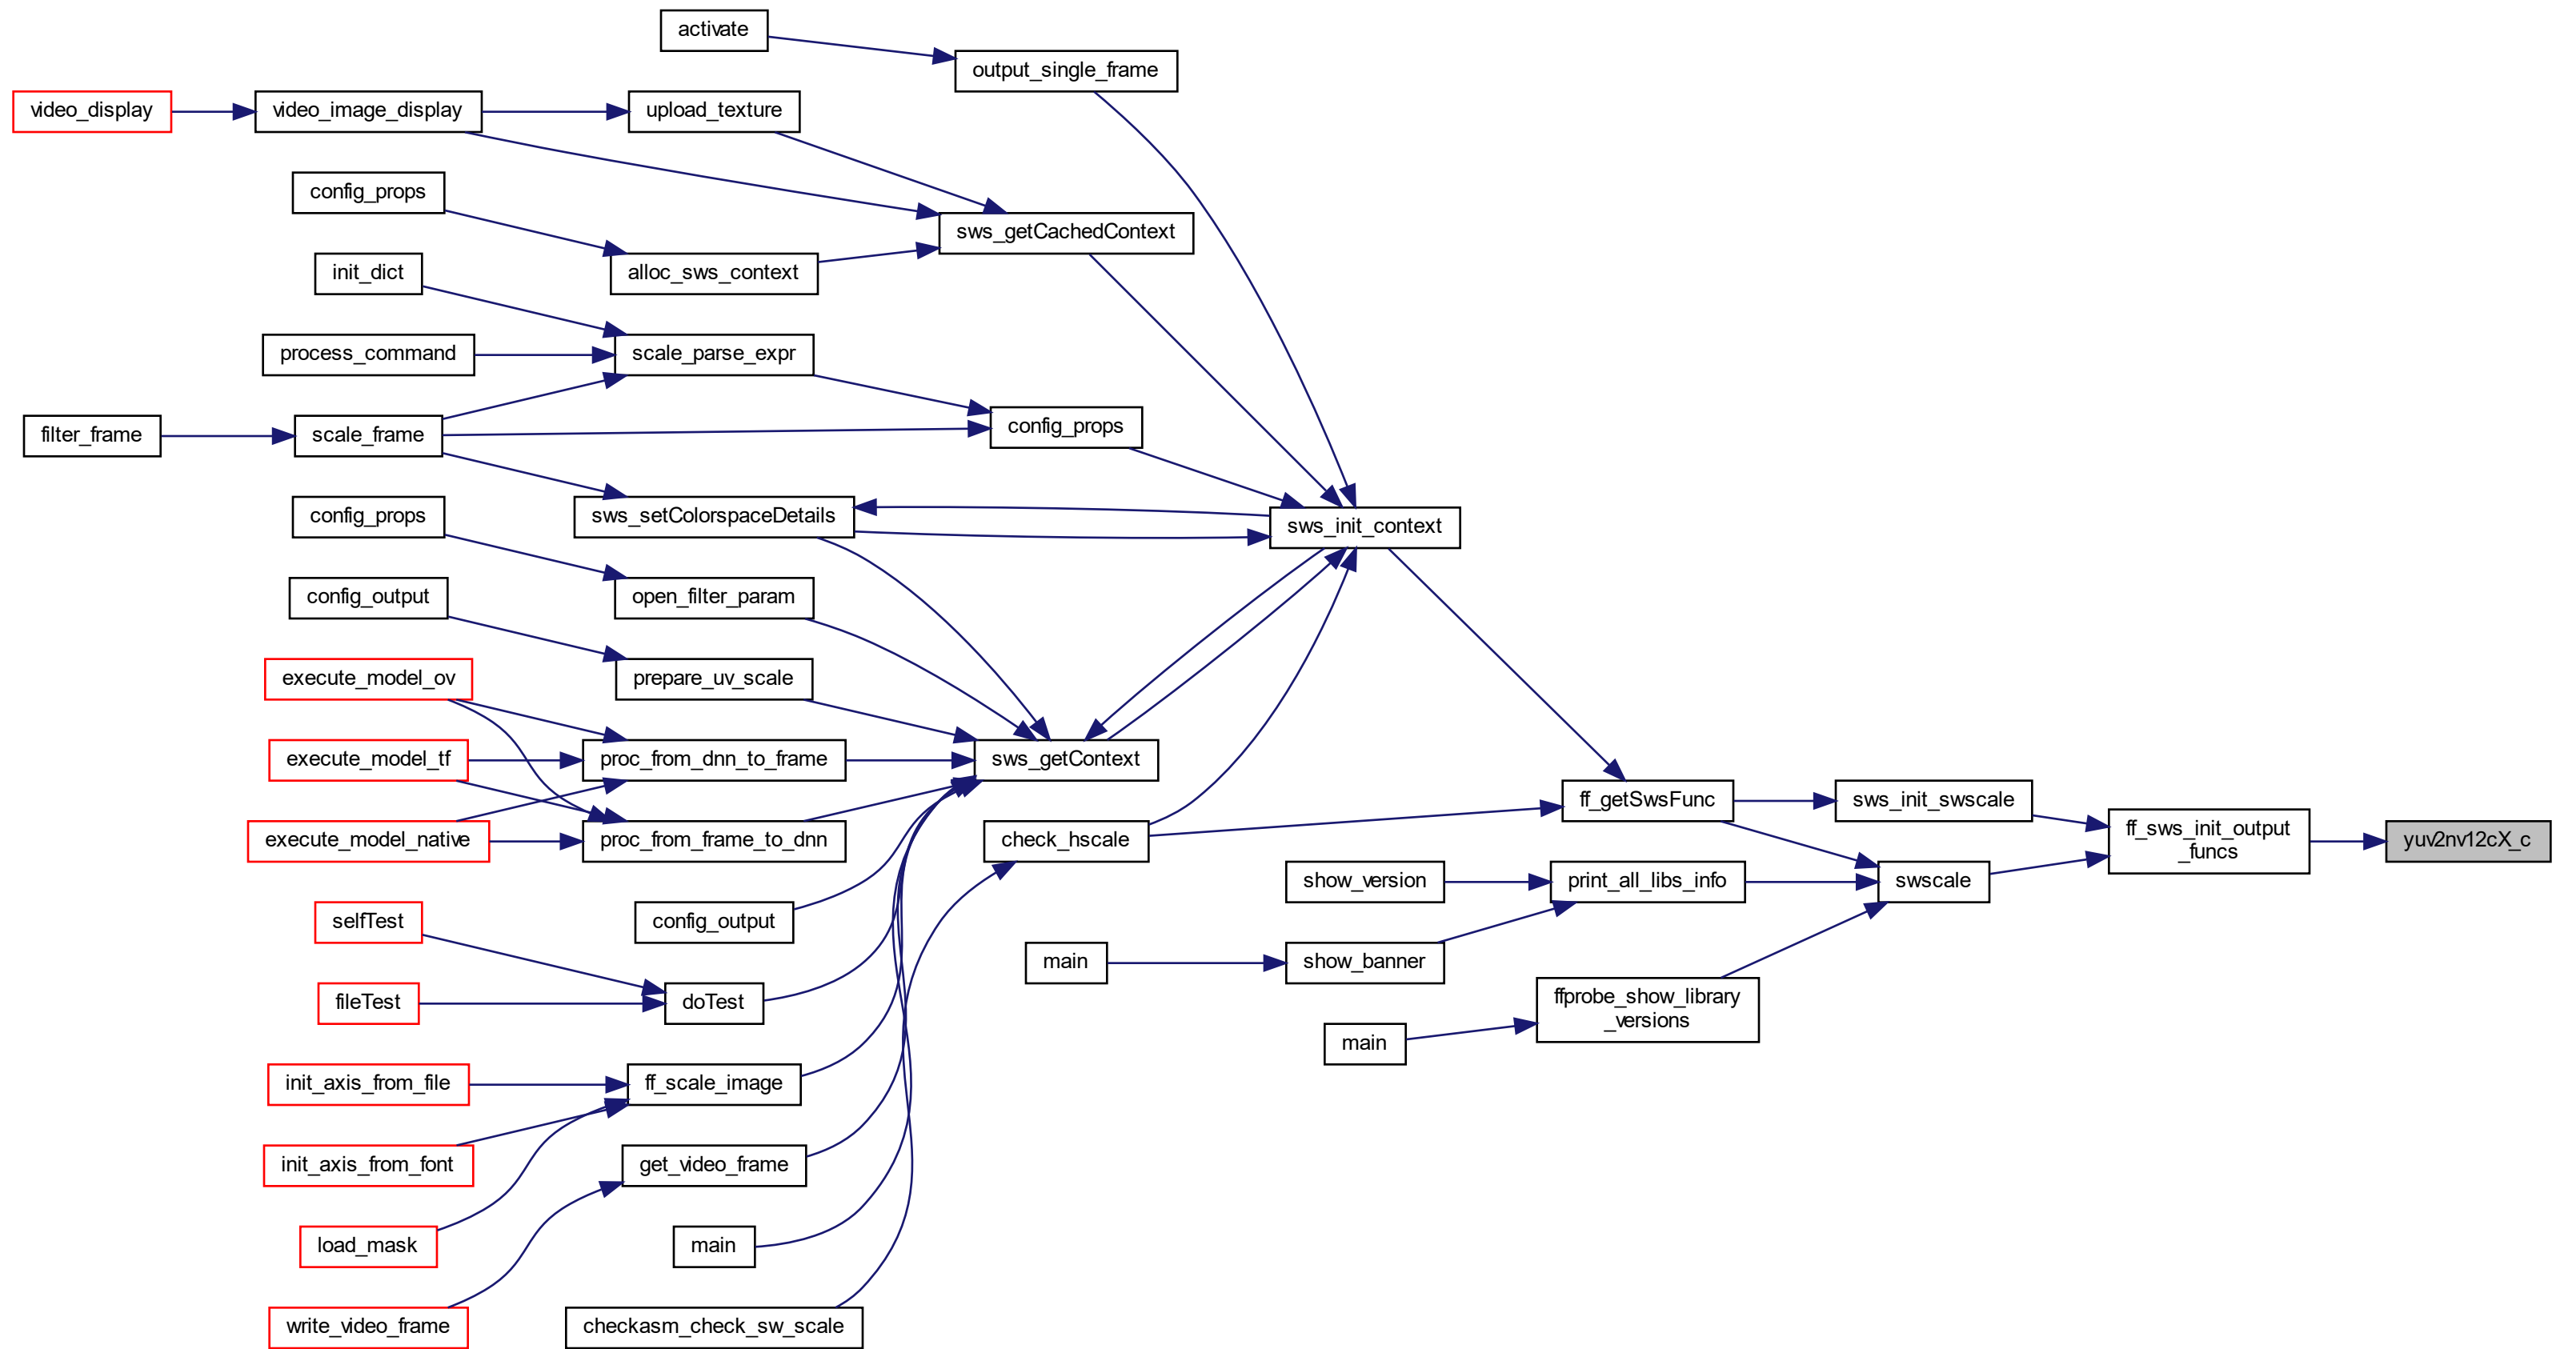 activate
output_single_frame
video_display
video_image_display
upload_texture
config_props
sws_getCachedContext
alloc_sws_context
init_dict
process_command
scale_parse_expr
filter_frame
scale_frame
config_props
config_props
sws_setColorspaceDetails
sws_init_context
config_output
open_filter_param
execute_model_ov
prepare_uv_scale
execute_model_tf
proc_from_dnn_to_frame
sws_getContext
execute_model_native
proc_from_frame_to_dnn
check_hscale
ff_getSwsFunc
sws_init_swscale
ff_sws_init_output
_funcs
yuv2nv12cX_c
show_version
print_all_libs_info
swscale
selfTest
config_output
main
show_banner
fileTest
doTest
ffprobe_show_library
_versions
main
init_axis_from_file
ff_scale_image
init_axis_from_font
get_video_frame
load_mask
main
write_video_frame
checkasm_check_sw_scale